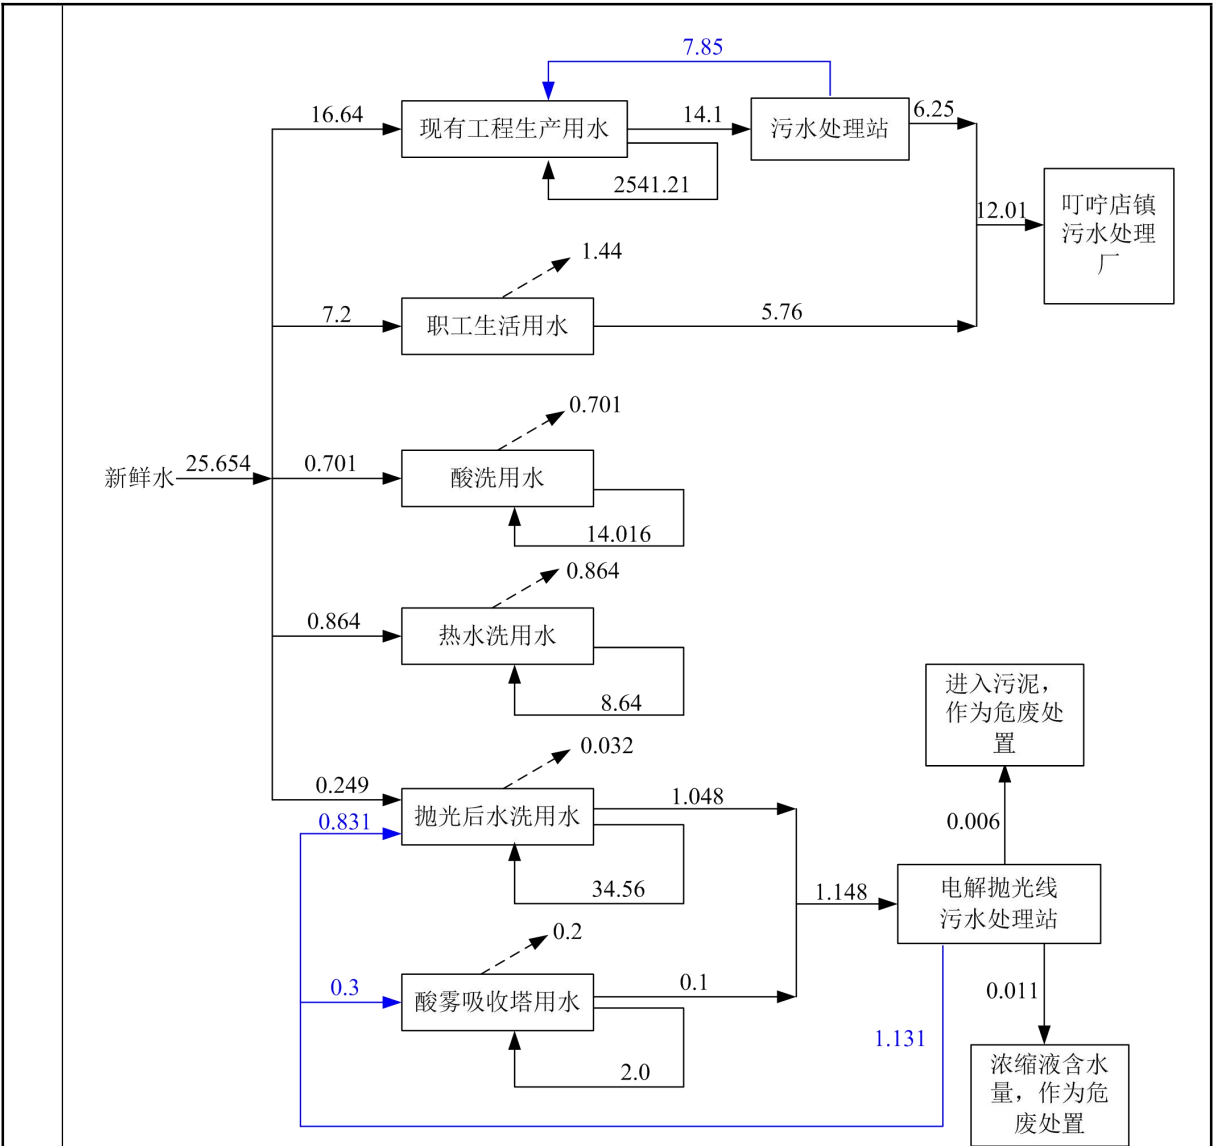 7.85
16.64
现有工程生产用水
14.1
污水处理站
6.25
2541.21
12.01
叮咛店镇
污水处理
厂
1.44
7.2
职工生活用水
5.76
0.701
新鲜水
25.654
0.701
酸洗用水
14.016
0.864
0.864
热水洗用水
8.64
进入污泥，
作为危废处
置
0.032
0.249
抛光后水洗用水
1.048
0.831
0.006
34.56
1.148
电解抛光线
污水处理站
0.2
0.3
酸雾吸收塔用水
0.1
0.011
2.0
1.131
浓缩液含水
量，作为危
废处置